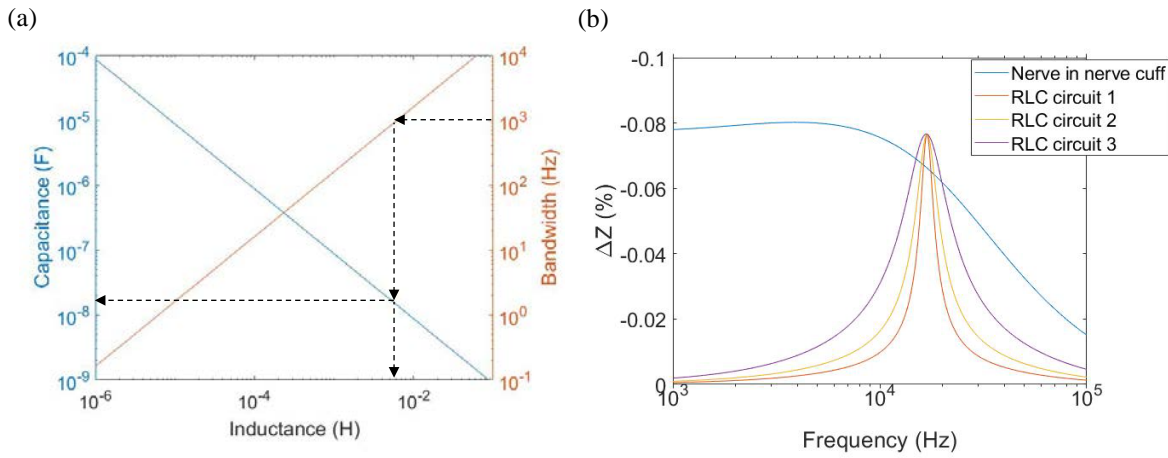 (a)
(b)
10^-4
10^-5
10^-6
10^-7
10^-8
10^-9
Capacitance (F)
10^4
10^3
10^2
10^1
10^0
10^-1
Bandwidth (Hz)
10^-6
10^-4
10^-2
Inductance (H)
-0.1
-0.08
-0.06
-0.04
-0.02
0
ΔZ (%)
Nerve in nerve cuff
RLC circuit 1
RLC circuit 2
RLC circuit 3
10^3
10^4
10^5
Frequency (Hz)